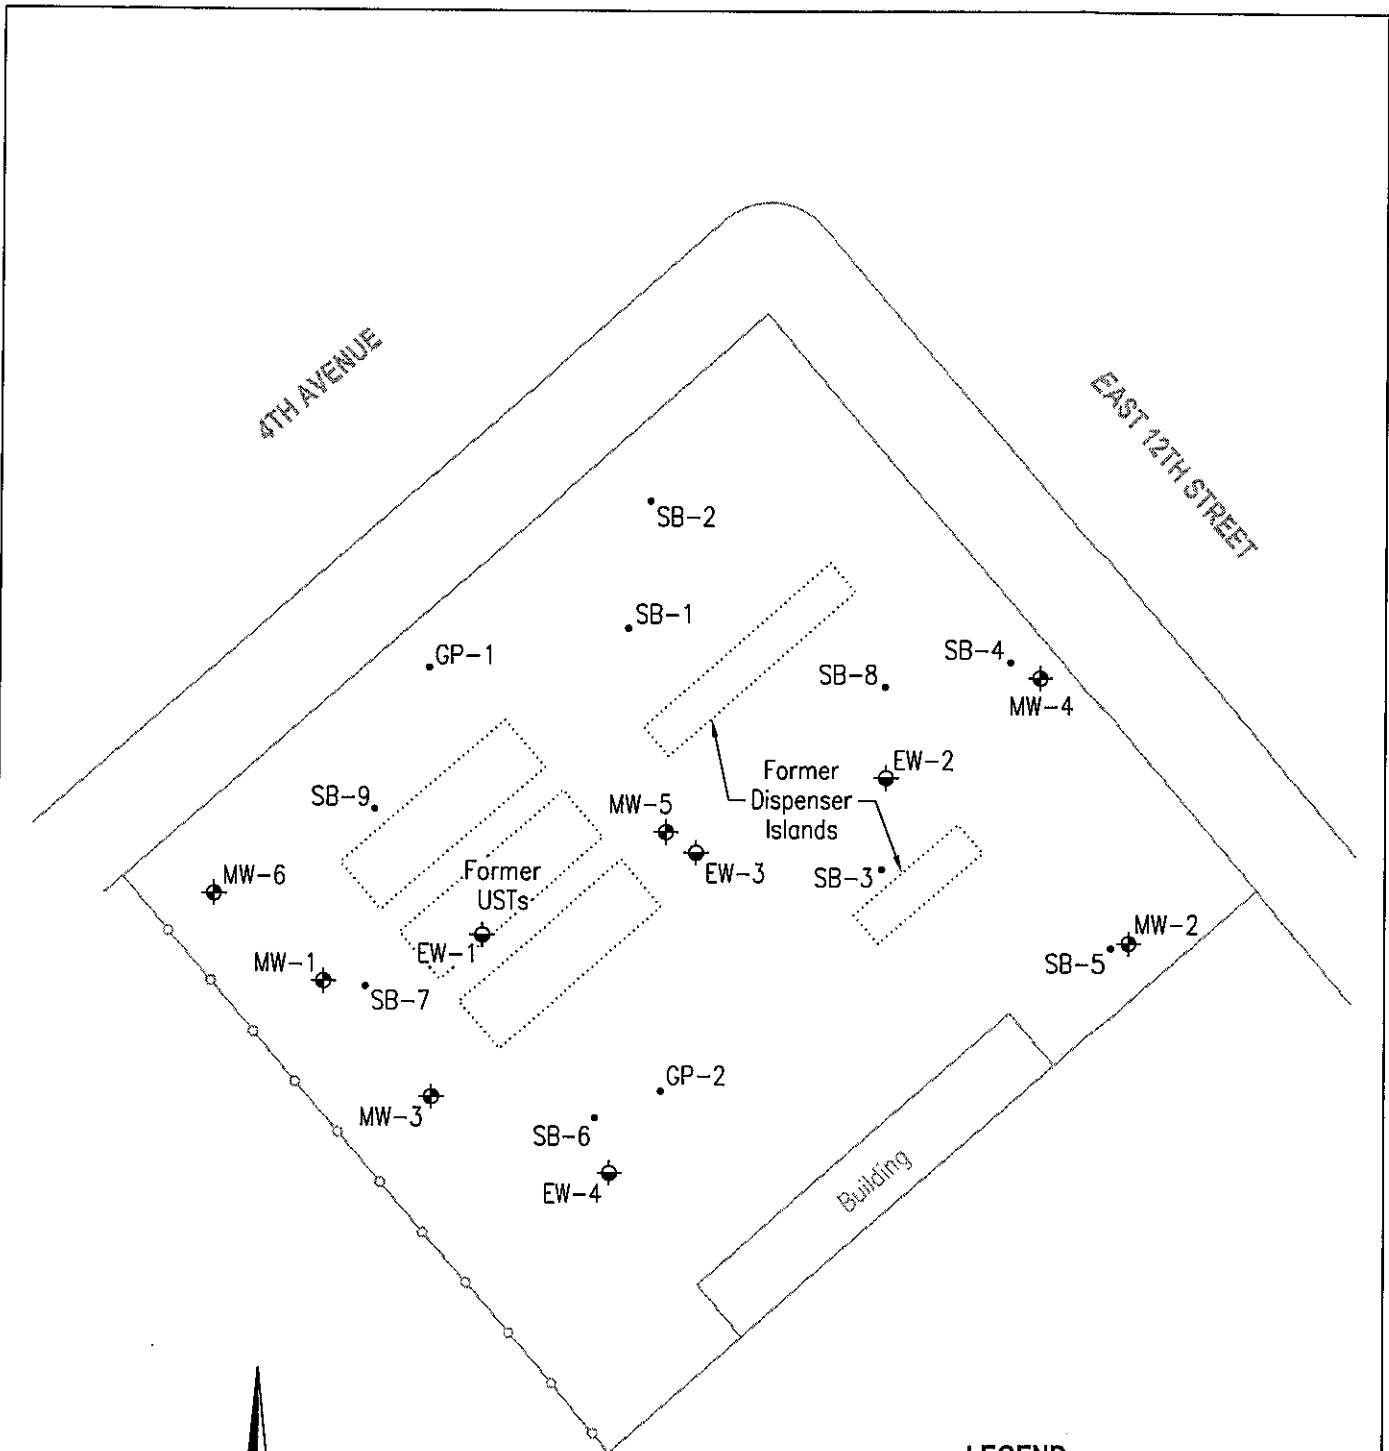 4TH AVENUE
EAST 12TH STREET
SB-2
SB-1
GP-1
SB-4
SB-8
MW-4
EW-2
Former
Dispenser
Islands
SB-9
MW-5
EW-3
SB-3
MW-6
Former
USTs
MW-2
EW-1
SB-5
MW-1
SB-7
GP-2
MW-3
SB-6
Building
EW-4
LEGEND